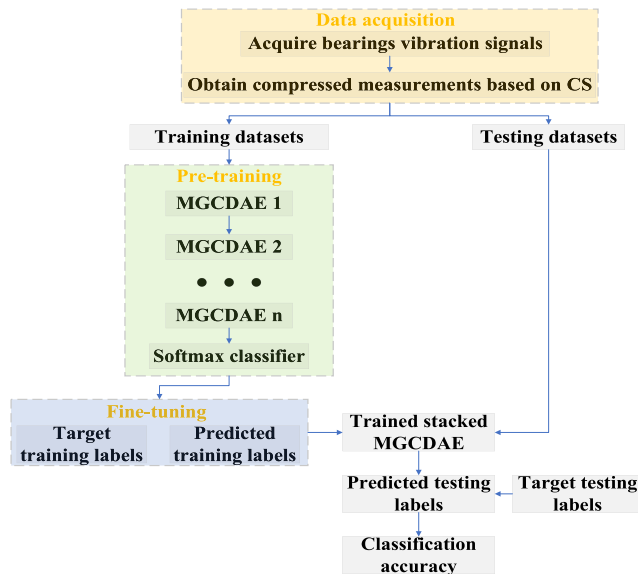 Data acquisition
Acquire bearings vibration signals
Obtain compressed measurements based on CS
Training datasets
Testing datasets
Pre-training
MGCDAE 1
MGCDAE 2
• • •
MGCDAE n
Softmax classifier
Fine-tuning
Target
training labels
Predicted
training labels
Trained stacked
MGCDAE
Predicted testing
labels
Target testing
labels
Classification
accuracy